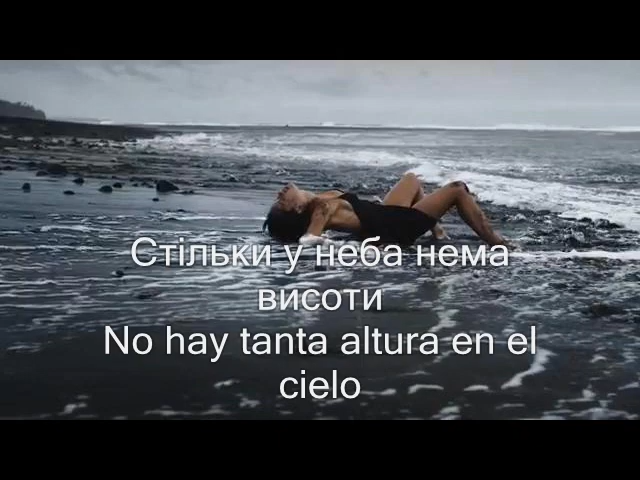 Стільки у неба нема
висоти
No hay tanta altura en el
cielo